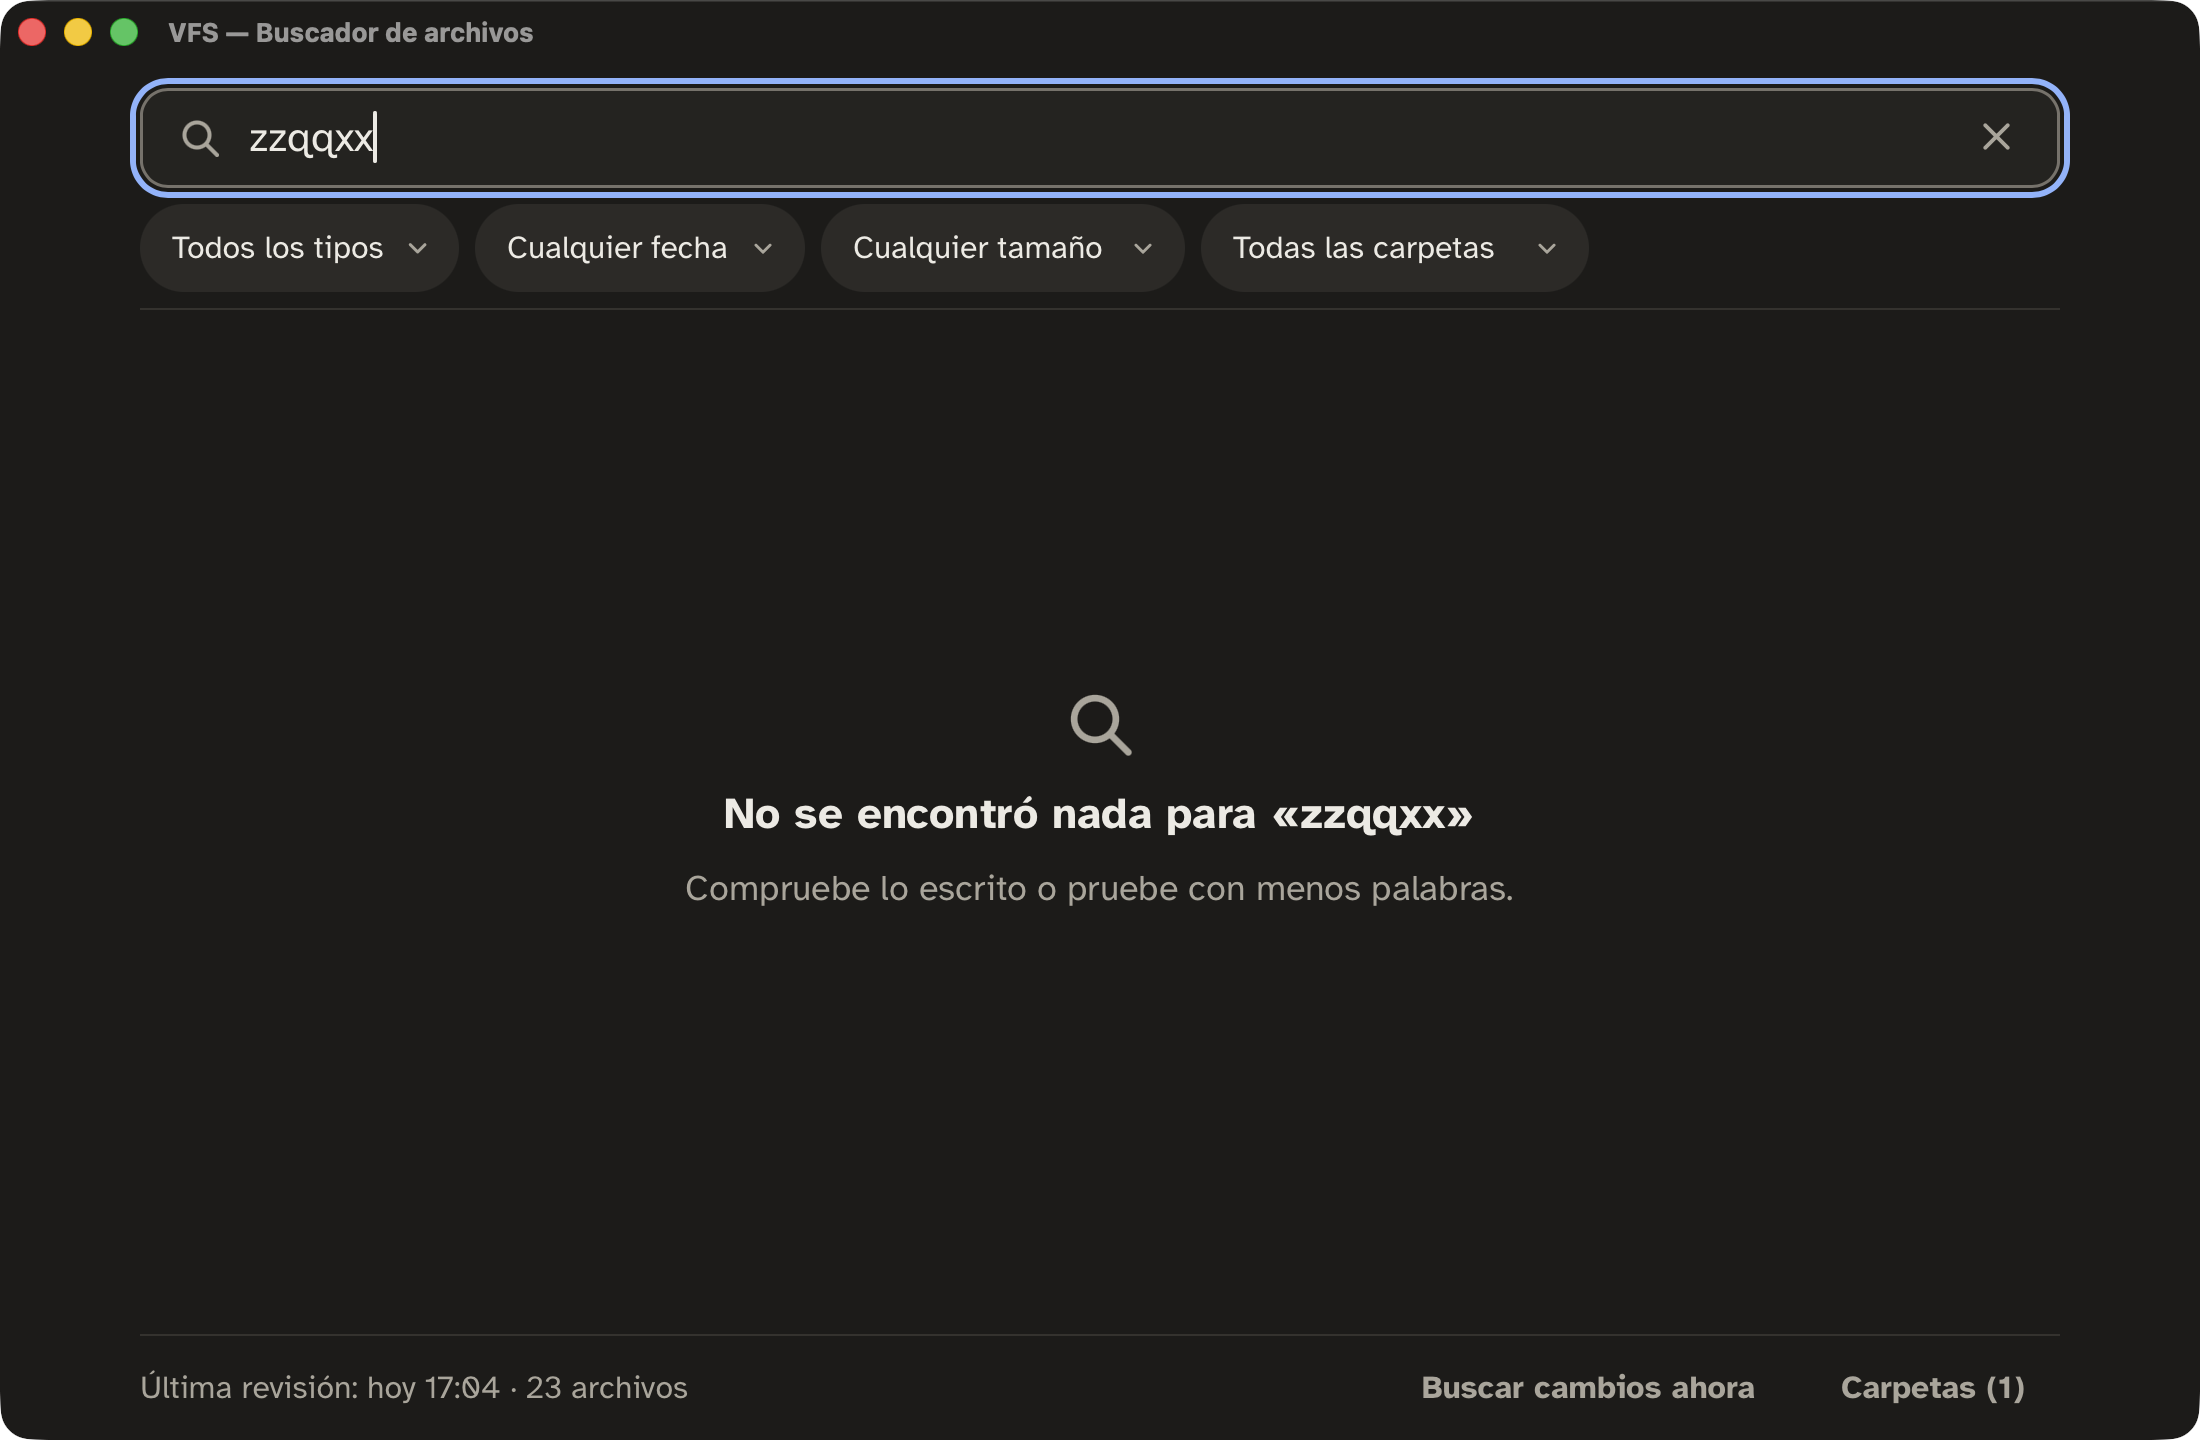 VFS — Buscador de archivos
zzqqxx
Todos los tipos
Cualquier fecha
Cualquier tamaño
Todas las carpetas
No se encontró nada para «zzqqxx»
Compruebe lo escrito o pruebe con menos palabras.
Última revisión: hoy 17:04 · 23 archivos
Buscar cambios ahora
Carpetas (1)